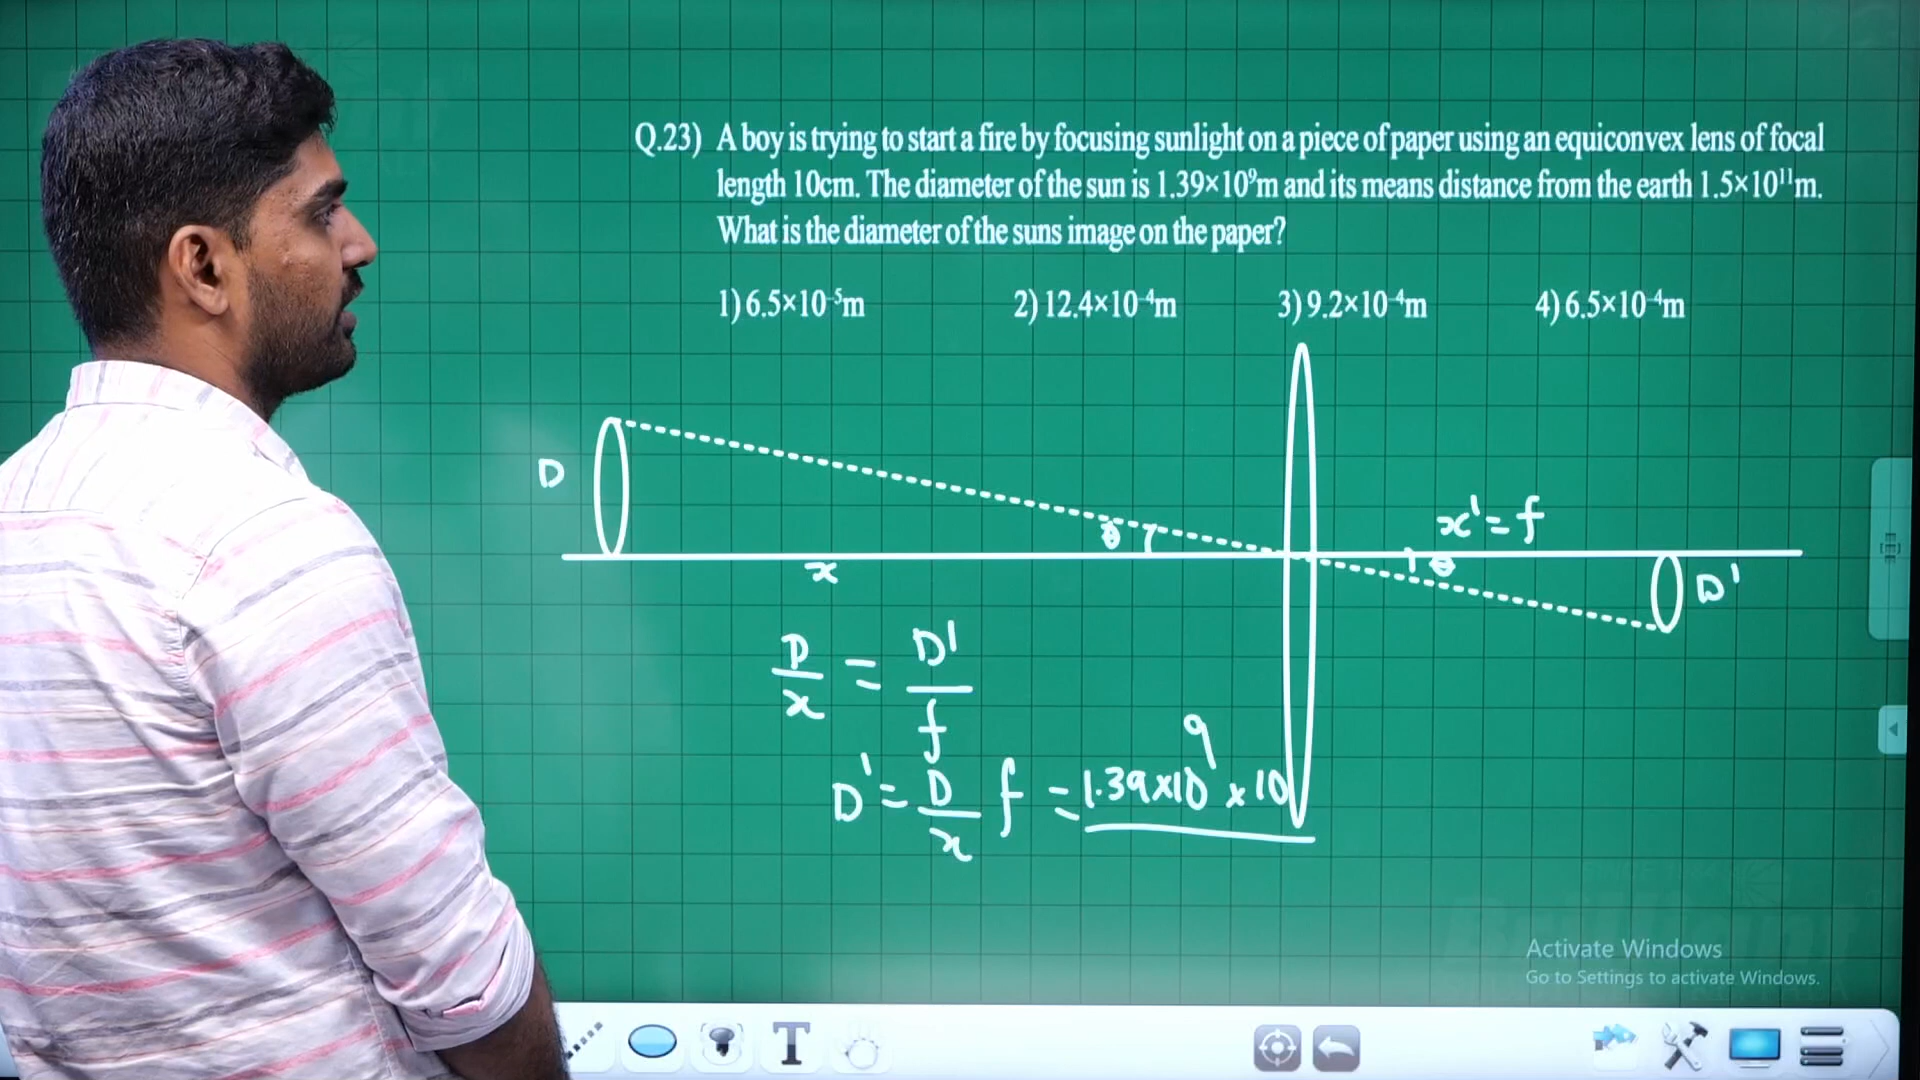 Q.23) A boy is trying to start a fire by focusing sunlight on a piece of paper using an equiconvex lens of focal
length 10cm. The diameter of the sun is 1.39×10⁹m and its means distance from the earth 1.5×10¹¹m.
What is the diameter of the suns image on the paper?
1) 6.5×10⁻⁵m 2) 12.4×10⁻⁴m 3) 9.2×10⁻⁴m 4) 6.5×10⁻⁴m
D
x' = f
θ θ
x
D'
D/x = D'/f
D' = D/x f = 1.39×10⁹ × 10
Activate Windows
Go to Settings to activate Windows.
T